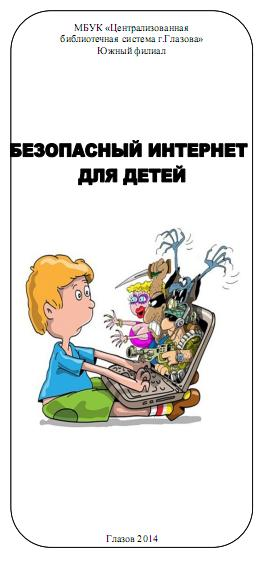 МБУК «Централизованная
библиотечная система г.Глазова»
Южный филиал
БЕЗОПАСНЫЙ ИНТЕРНЕТ
ДЛЯ ДЕТЕЙ
Глазов 2014